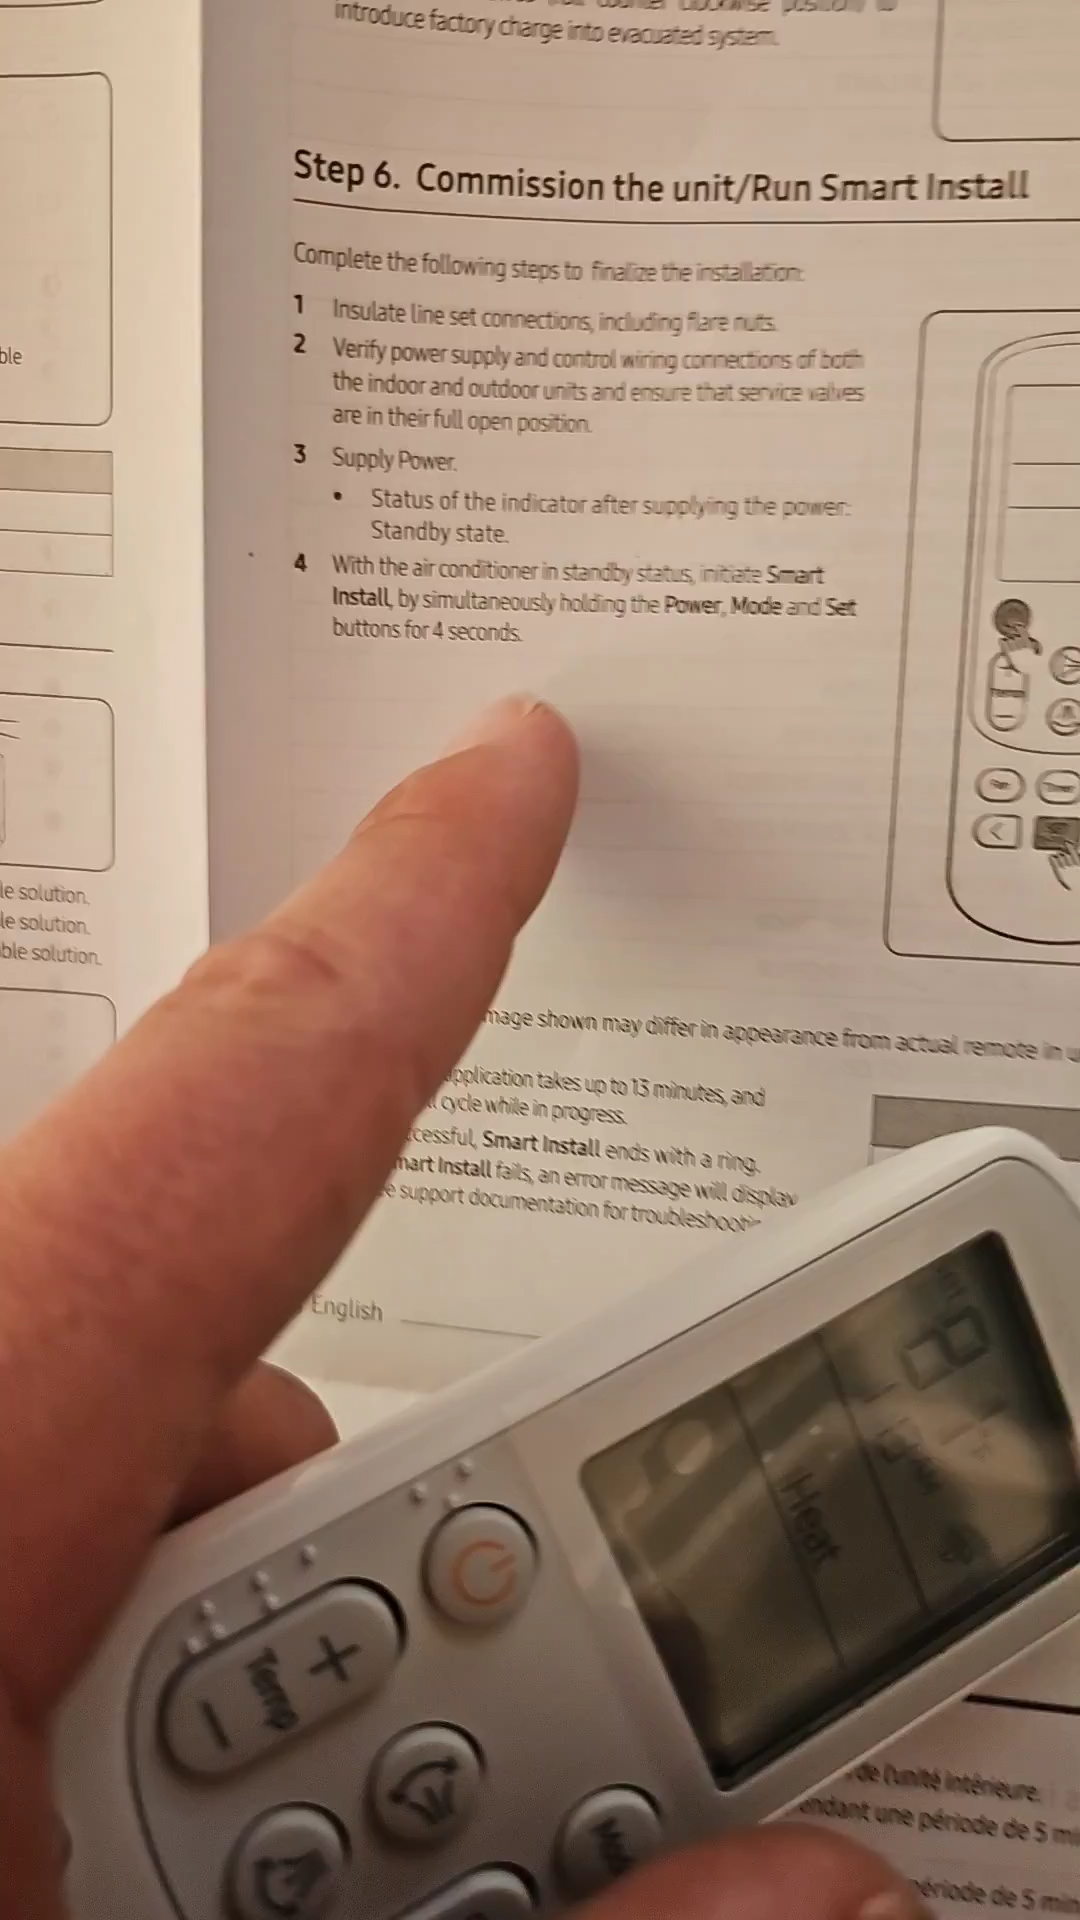 introduce factory charge into evacuated system.
Step 6. Commission the unit/Run Smart Install
Complete the following steps to finalize the installation:
1 Insulate line set connections, including flare nuts.
2 Verify power supply and control wiring connections of both
the indoor and outdoor units and ensure that service valves
are in their full open position.
3 Supply Power.
• Status of the indicator after supplying the power:
Standby state.
4 With the air conditioner in standby status, initiate Smart
Install, by simultaneously holding the Power, Mode and Set
buttons for 4 seconds.
ble
le solution.
le solution.
ble solution.
mage shown may differ in appearance from actual remote in u
pplication takes up to 13 minutes, and
cycle while in progress.
cessful, Smart Install ends with a ring.
mart Install fails, an error message will display
e support documentation for troubleshooti
English
Heat
+
Temp
-
Mode
de l'unité intérieure.
endant une période de 5 mi
période de 5 min